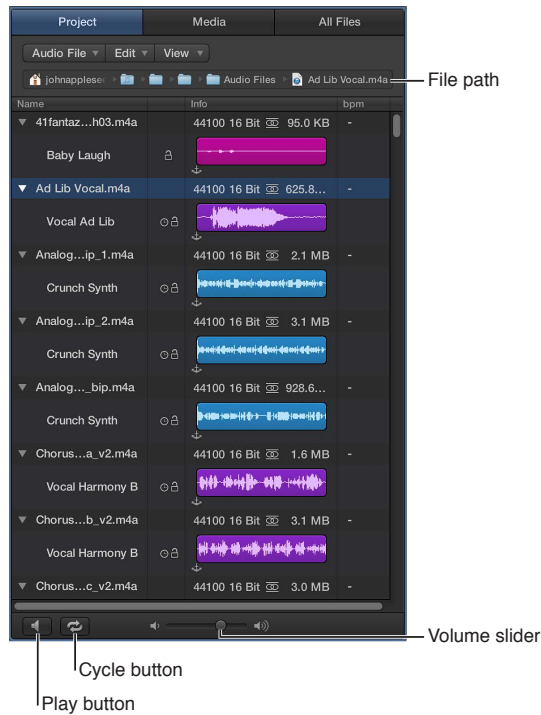 Project Media All Files
Audio File Edit View
johnapplesee Audio Files Ad Lib Vocal.m4a
File path
Name Info bpm
41fantaz...h03.m4a 44100 16 Bit 95.0 KB -
Baby Laugh
Ad Lib Vocal.m4a 44100 16 Bit 625.8... -
Vocal Ad Lib
Analog...ip_1.m4a 44100 16 Bit 2.1 MB -
Crunch Synth
Analog...ip_2.m4a 44100 16 Bit 3.1 MB -
Crunch Synth
Analog..._bip.m4a 44100 16 Bit 928.6... -
Crunch Synth
Chorus...a_v2.m4a 44100 16 Bit 1.6 MB -
Vocal Harmony B
Chorus...b_v2.m4a 44100 16 Bit 3.1 MB -
Vocal Harmony B
Chorus...c_v2.m4a 44100 16 Bit 3.0 MB -
Volume slider
Cycle button
Play button